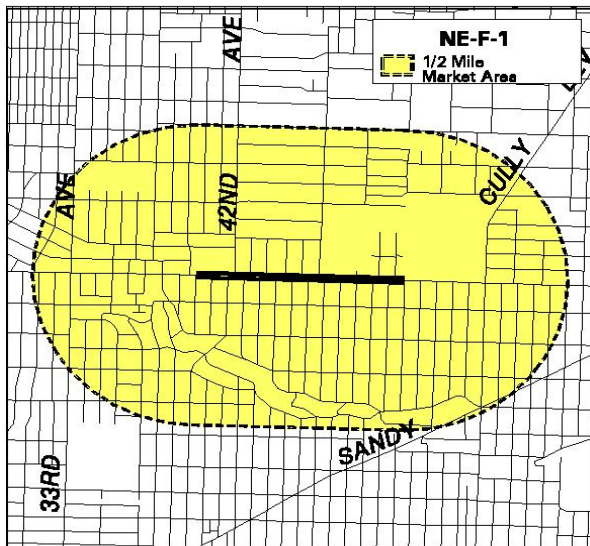 NE-F-1
1/2 Mile
Market Area
AVE
CULLY
AVE
42ND
SANDY
33RD